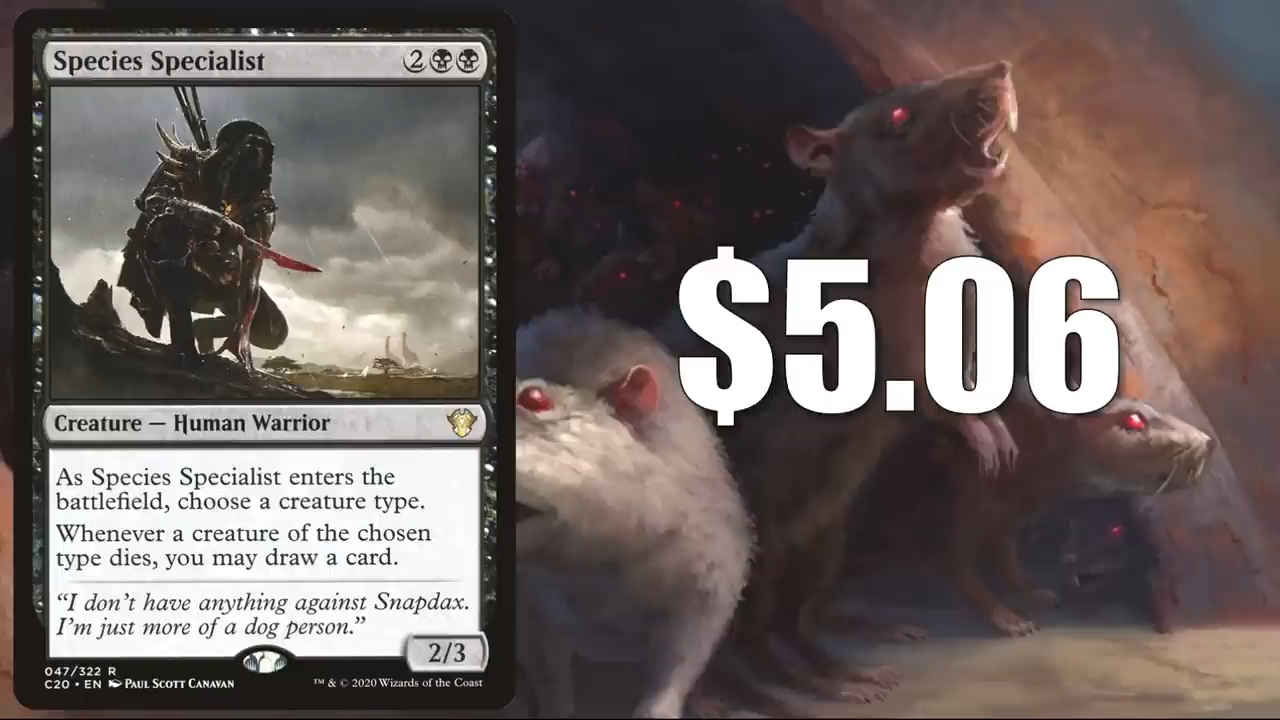 Species Specialist 2
Creature — Human Warrior
As Species Specialist enters the
battlefield, choose a creature type.
Whenever a creature of the chosen
type dies, you may draw a card.
“I don’t have anything against Snapdax.
I’m just more of a dog person.”
2/3
047/322 R
C20 • EN Paul Scott Canavan
™ & © 2020 Wizards of the Coast
$5.06